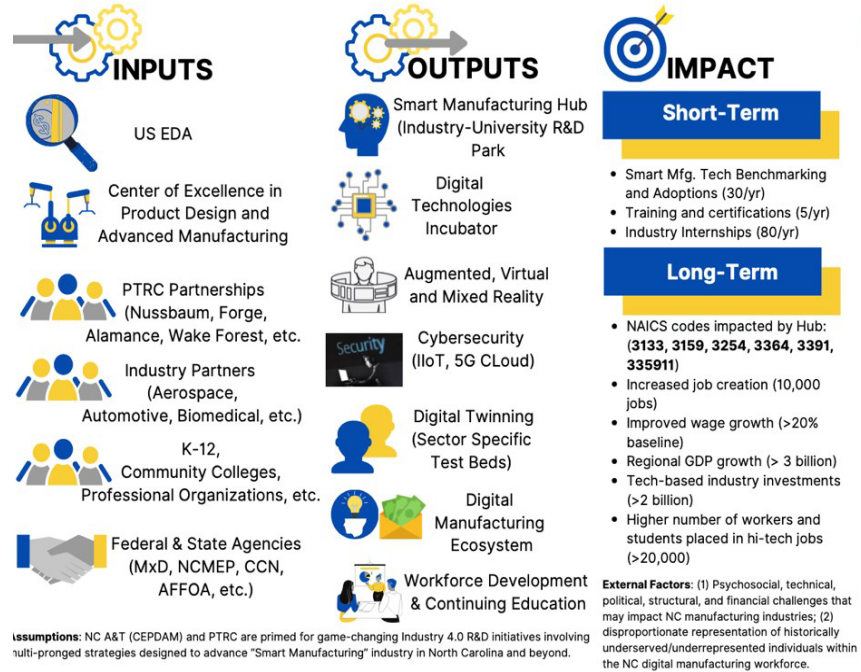 INPUTS
US EDA
Center of Excellence in
Product Design and
Advanced Manufacturing
PTRC Partnerships
(Nussbaum, Forge,
Alamance, Wake Forest, etc.
Industry Partners
(Aerospace,
Automotive, Biomedical, etc.)
K-12,
Community Colleges,
Professional Organizations, etc.
Federal & State Agencies
(MxD, NCMEP, CCN,
AFFOA, etc.)
OUTPUTS
Smart Manufacturing Hub
(Industry-University R&D
Park
Digital
Technologies
Incubator
Augmented, Virtual
and Mixed Reality
Security
Cybersecurity
(IIoT, 5G CLoud)
Digital Twinning
(Sector Specific
Test Beds)
Digital
Manufacturing
Ecosystem
Workforce Development
& Continuing Education
IMPACT
Short-Term
• Smart Mfg. Tech Benchmarking
and Adoptions (30/yr)
• Training and certifications (5/yr)
• Industry Internships (80/yr)
Long-Term
• NAICS codes impacted by Hub:
(3133, 3159, 3254, 3364, 3391,
335911)
• Increased job creation (10,000
jobs)
• Improved wage growth (>20%
baseline)
• Regional GDP growth (> 3 billion)
• Tech-based industry investments
(>2 billion)
• Higher number of workers and
students placed in hi-tech jobs
(>20,000)
External Factors: (1) Psychosocial, technical,
political, structural, and financial challenges that
may impact NC manufacturing industries; (2)
disproportionate representation of historically
underserved/underrepresented individuals within
the NC digital manufacturing workforce.
Assumptions: NC A&T (CEPDAM) and PTRC are primed for game-changing Industry 4.0 R&D initiatives involving
multi-pronged strategies designed to advance "Smart Manufacturing" industry in North Carolina and beyond.